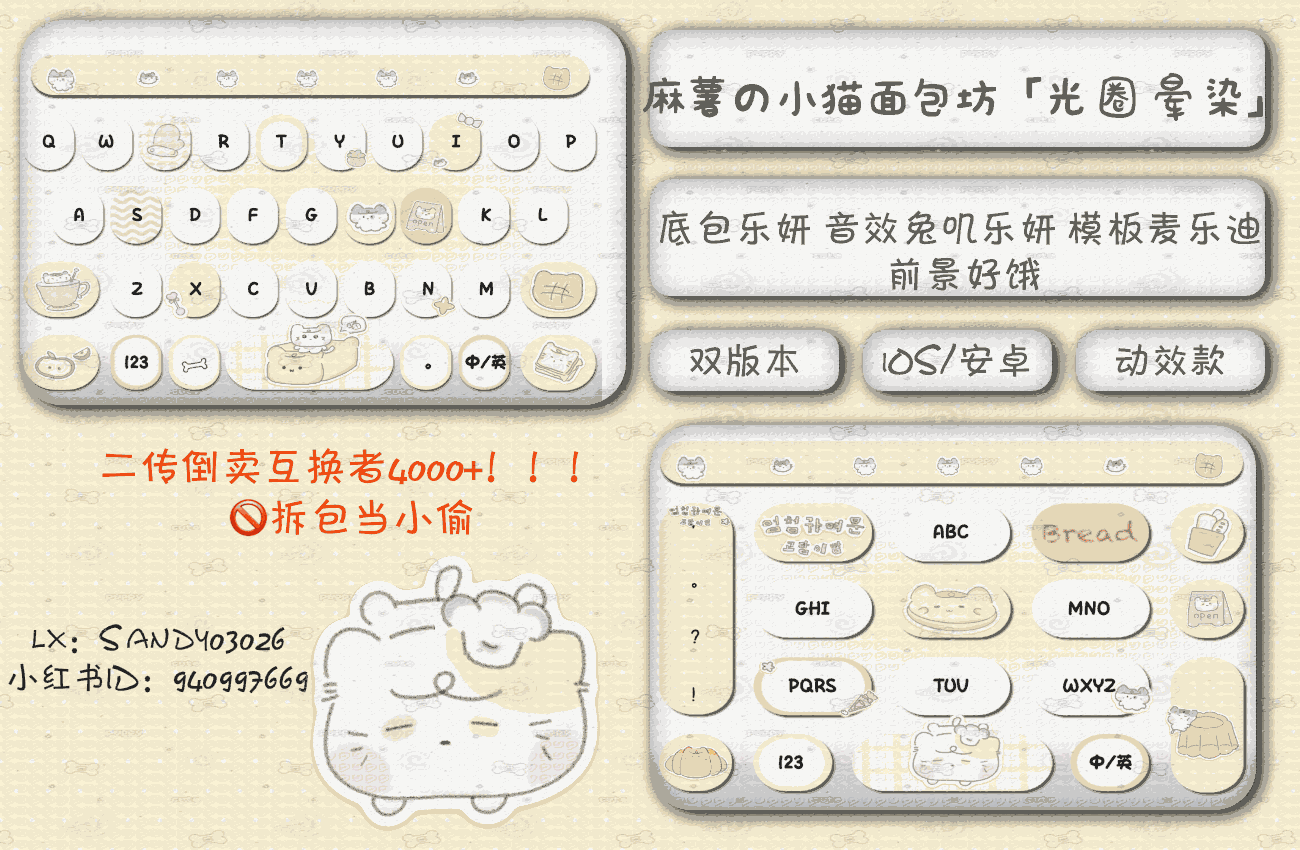 麻薯の小猫面包坊「光圈晕染」
底包乐妍 音效兔叽乐妍 模板麦乐迪
前景好饿
双版本
iOS/安卓
动效款
Q W R T Y U I O P
A S D F G open K L
Z X C V B N M
123 。 中/英
二传倒卖互换者4000+！！！
🚫拆包当小偷
LX：SANDY03026
小红书ID：940997669
ABC Bread
。 GHI MNO open
?
! PQRS TUV WXYZ
123 中/英